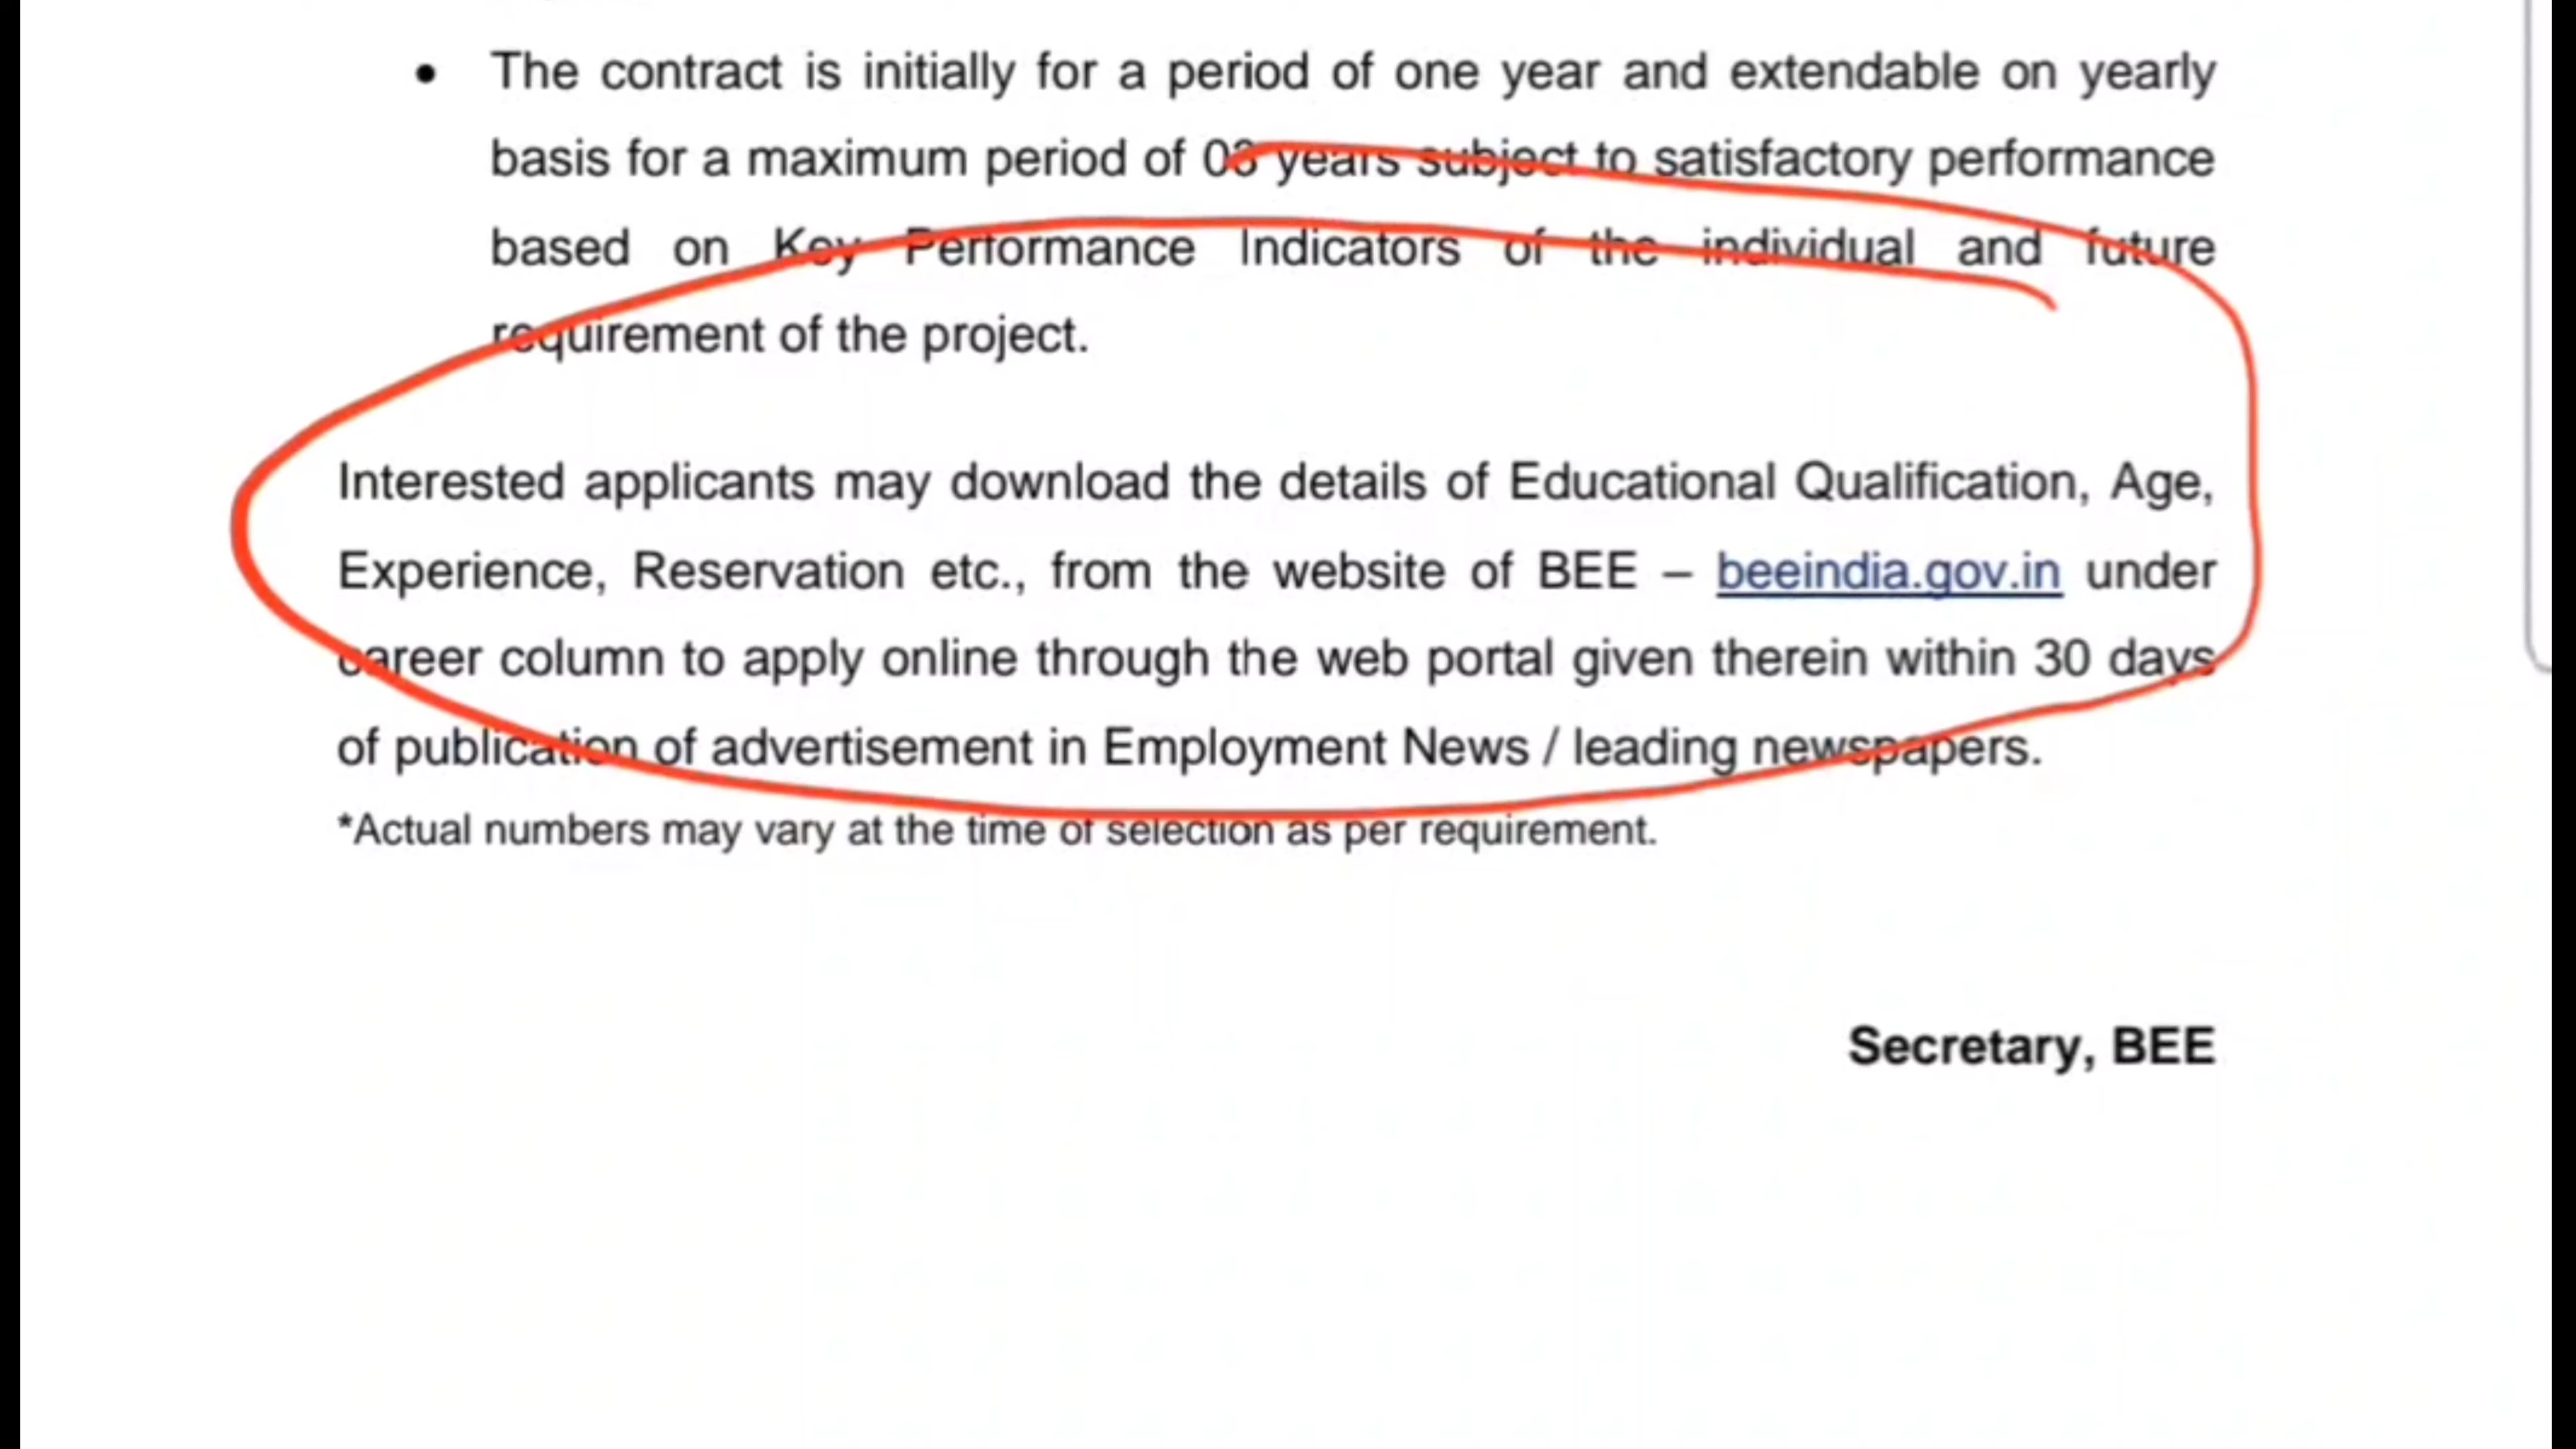 • The contract is initially for a period of one year and extendable on yearly
basis for a maximum period of 03 years subject to satisfactory performance
based on Key Performance Indicators of the individual and future
requirement of the project.
Interested applicants may download the details of Educational Qualification, Age,
Experience, Reservation etc., from the website of BEE – beeindia.gov.in under
career column to apply online through the web portal given therein within 30 days
of publication of advertisement in Employment News / leading newspapers.
*Actual numbers may vary at the time of selection as per requirement.
Secretary, BEE